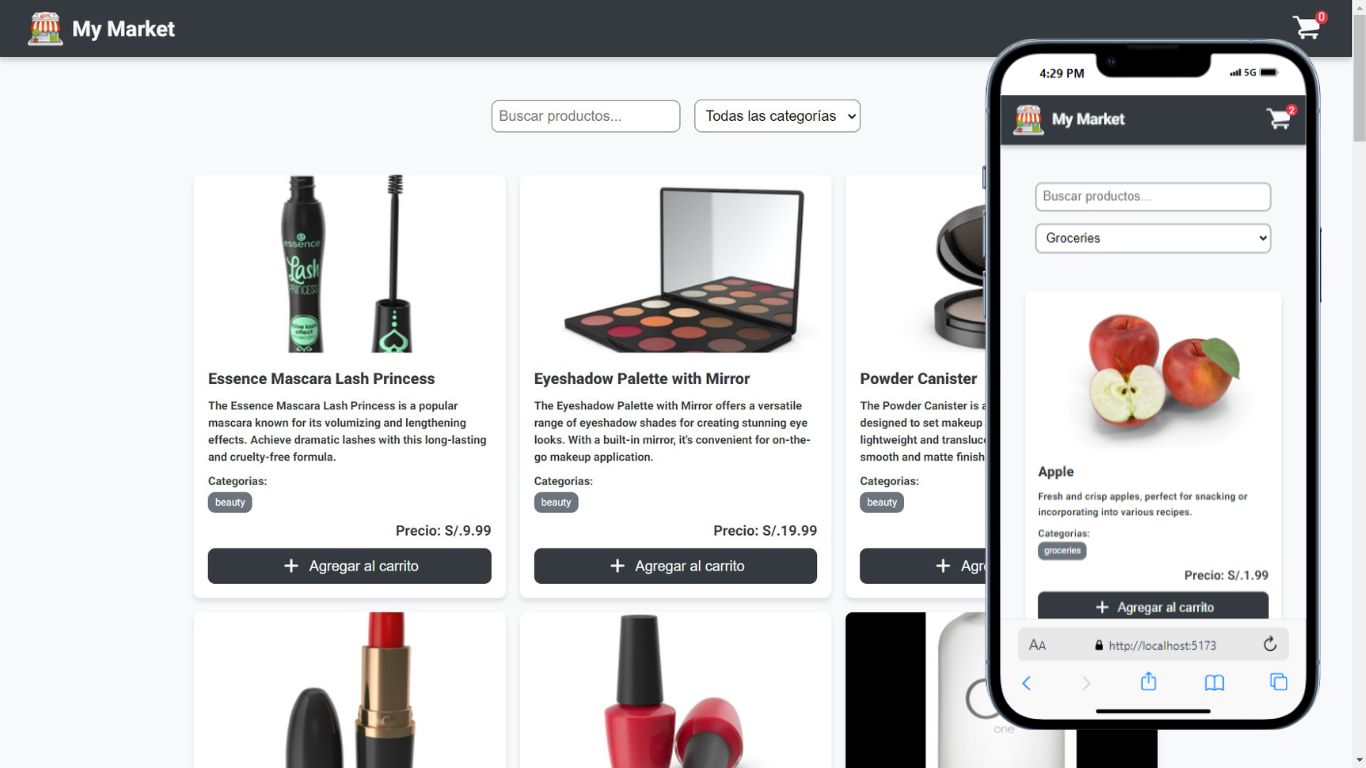 My Market
0
Buscar productos...
Todas las categorías
essence
Lash
PRINCESS
lash
effect
Essence Mascara Lash Princess
The Essence Mascara Lash Princess is a popular
mascara known for its volumizing and lengthening
effects. Achieve dramatic lashes with this long-lasting
and cruelty-free formula.
Categorias:
beauty
Precio: S/.9.99
Agregar al carrito
Eyeshadow Palette with Mirror
The Eyeshadow Palette with Mirror offers a versatile
range of eyeshadow shades for creating stunning eye
looks. With a built-in mirror, it's convenient for on-the-
go makeup application.
Categorias:
beauty
Precio: S/.19.99
Agregar al carrito
Powder Canister
The Powder Canister is
designed to set makeup
lightweight and
smooth and matte finish
Categorias:
beauty
one
4:29 PM
5G
My Market
2
Buscar productos...
Groceries
Apple
Fresh and crisp apples, perfect for snacking or
incorporating into various recipes.
Categorias:
groceries
Precio: S/.1.99
Agregar al carrito
AA
http://localhost:5173